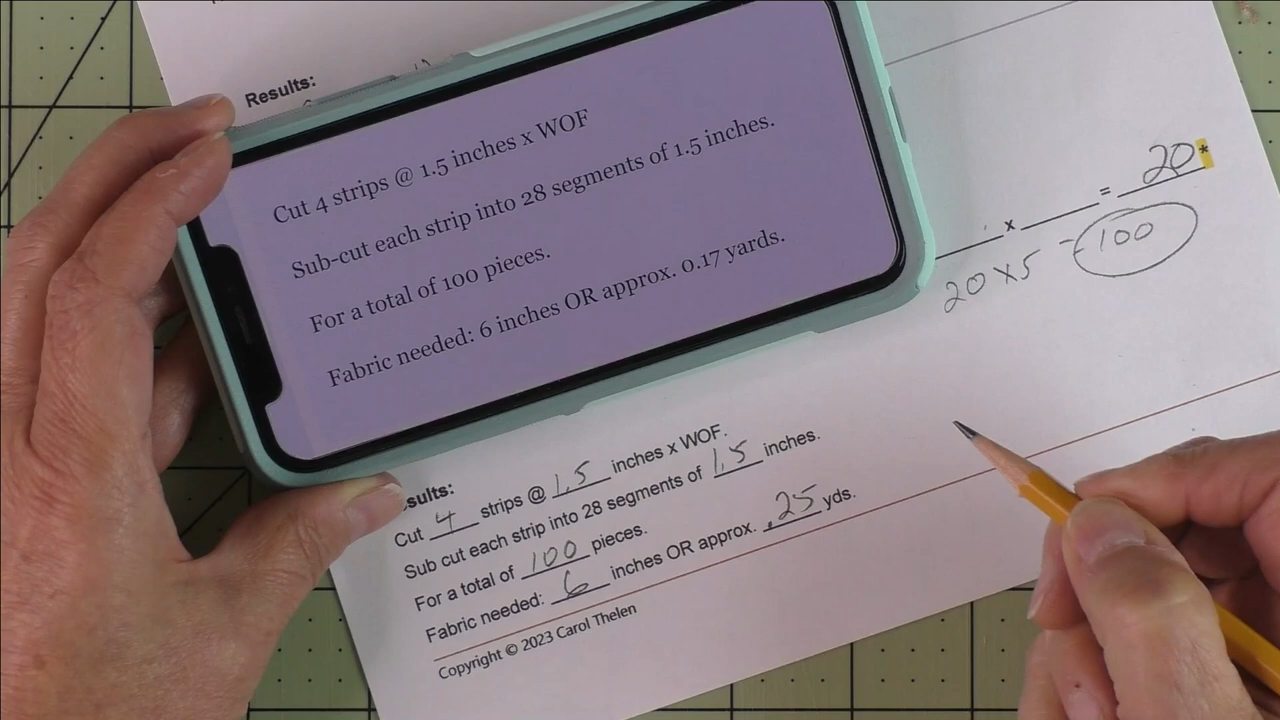 Results:
Cut 4 strips @ 1.5 inches x WOF
Sub-cut each strip into 28 segments of 1.5 inches.
For a total of 100 pieces.
Fabric needed: 6 inches OR approx. 0.17 yards.
x = 20*
20 x 5 - 100
sults:
Cut 4 strips @ 1.5 inches x WOF.
Sub cut each strip into 28 segments of 1.5 inches.
For a total of 100 pieces.
Fabric needed: 6 inches OR approx. .25 yds.
Copyright © 2023 Carol Thelen